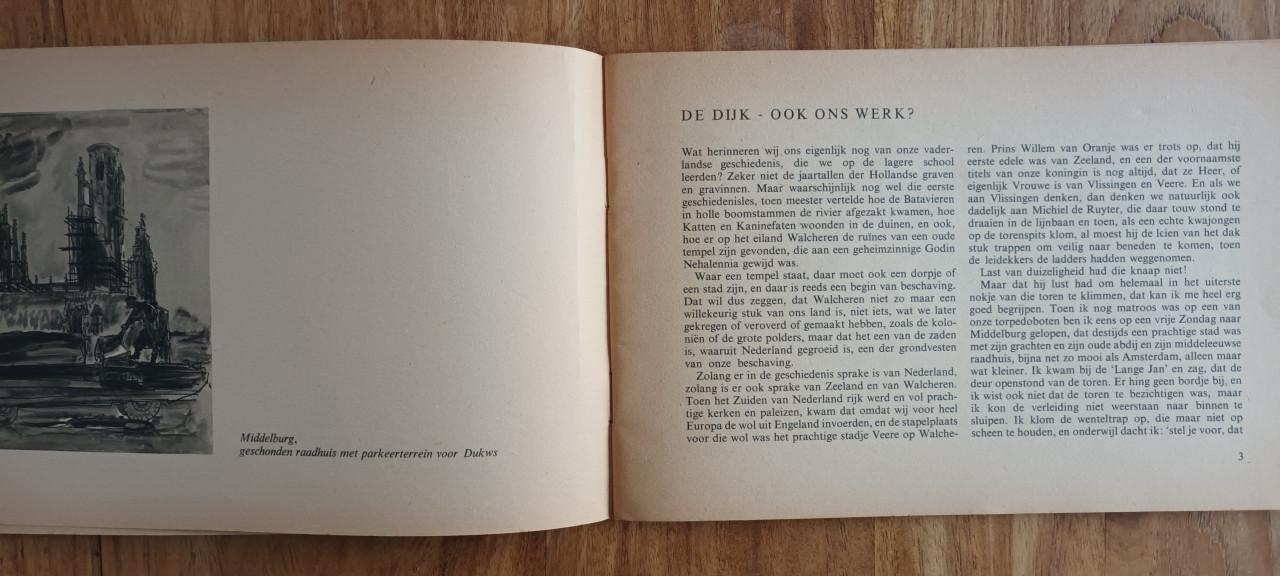 Middelburg,
geschonden raadhuis met parkeerterrein voor Dukws
DE DIJK - OOK ONS WERK?
Wat herinneren wij ons eigenlijk nog van onze vader-
landse geschiedenis, die we op de lagere school
leerden? Zeker niet de jaartallen der Hollandse graven
en gravinnen. Maar waarschijnlijk nog wel die eerste
geschiedenisles, toen meester vertelde hoe de Batavieren
in holle boomstammen de rivier afgezakt kwamen, hoe
Katten en Kaninefaten woonden in de duinen, en ook,
hoe er op het eiland Walcheren de ruïnes van een oude
tempel zijn gevonden, die aan een geheimzinnige Godin
Nehalennia gewijd was.
Waar een tempel staat, daar moet ook een dorpje of
een stad zijn, en daar is reeds een begin van beschaving.
Dat wil dus zeggen, dat Walcheren niet zo maar een
willekeurig stuk van ons land is, niet iets, wat we later
gekregen of veroverd of gemaakt hebben, zoals de kolo-
niën of de grote polders, maar dat het een van de zaden
is, waaruit Nederland gegroeid is, een der grondvesten
van onze beschaving.
Zolang er in de geschiedenis sprake is van Nederland,
zolang is er ook sprake van Zeeland en van Walcheren.
Toen het Zuiden van Nederland rijk werd en vol prach-
tige kerken en paleizen, kwam dat omdat wij voor heel
Europa de wol uit Engeland invoerden, en de stapelplaats
voor die wol was het prachtige stadje Veere op Walche-
ren. Prins Willem van Oranje was er trots op, dat hij
eerste edele was van Zeeland, en een der voornaamste
titels van onze koningin is nog altijd, dat ze Heer, of
eigenlijk Vrouwe is van Vlissingen en Veere. En als we
aan Vlissingen denken, dan denken we natuurlijk ook
dadelijk aan Michiel de Ruyter, die daar touw stond te
draaien in de lijnbaan en toen, als een echte kwajongen
op de torenspits klom, al moest hij de leien van het dak
stuk trappen om veilig naar beneden te komen, toen
de leidekkers de ladders hadden weggenomen.
Last van duizeligheid had die knaap niet!
Maar dat hij lust had om helemaal in het uiterste
nokje van die toren te klimmen, dat kan ik me heel erg
goed begrijpen. Toen ik nog matroos was op een van
onze torpedoboten ben ik eens op een vrije Zondag naar
Middelburg gelopen, dat destijds een prachtige stad was
met zijn grachten en zijn oude abdij en zijn middeleeuwse
raadhuis, bijna net zo mooi als Amsterdam, alleen maar
wat kleiner. Ik kwam bij de 'Lange Jan' en zag, dat de
deur openstond van de toren. Er hing geen bordje bij, en
ik wist ook niet dat de toren te bezichtigen was, maar
ik kon de verleiding niet weerstaan naar binnen te
sluipen. Ik klom de wenteltrap op, die maar niet op
scheen te houden, en onderwijl dacht ik: 'stel je voor, dat
3